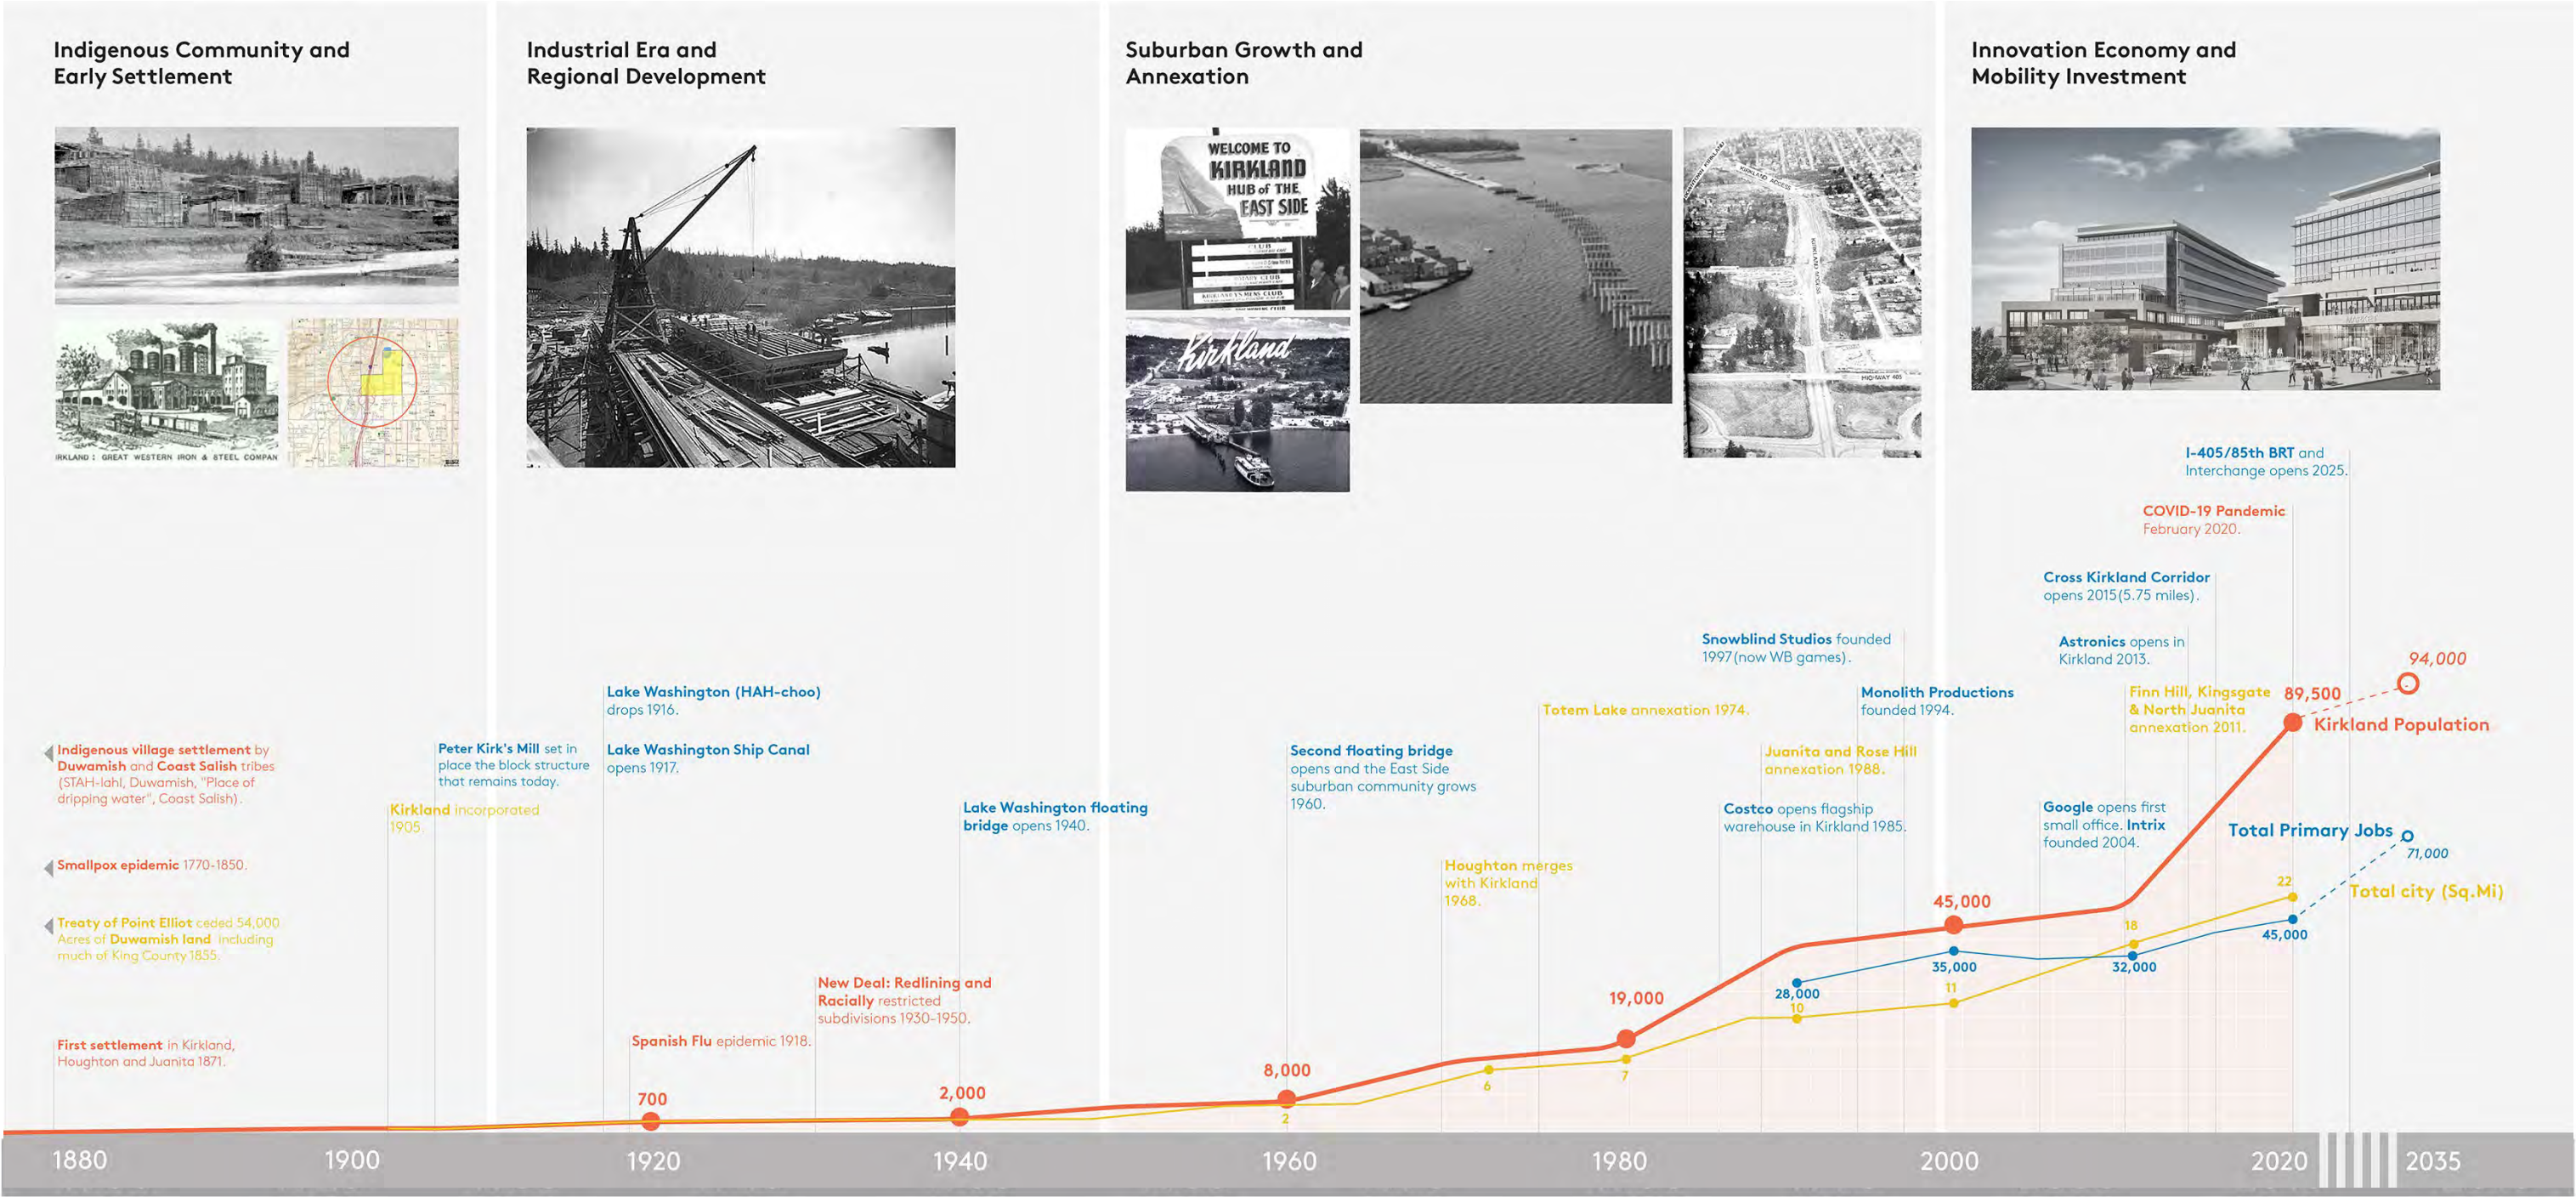 Indigenous Community and
Early Settlement
IRKLAND : GREAT WESTERN IRON & STEEL COMPAN
Industrial Era and
Regional Development
Suburban Growth and
Annexation
WELCOME TO
KIRKLAND
HUB of THE
EAST SIDE
CLUB
KIWANIS CLUB
Kirkland
KIRKLAND ACCESS
HIGHWAY 405
Innovation Economy and
Mobility Investment
Indigenous village settlement by
Duwamish and Coast Salish tribes
(STAH-lahl, Duwamish, "Place of
dripping water", Coast Salish).
Smallpox epidemic 1770-1850.
Treaty of Point Elliot ceded 54,000
Acres of Duwamish land including
much of King County 1855.
First settlement in Kirkland,
Houghton and Juanita 1871.
Peter Kirk's Mill set in
place the block structure
that remains today.
Kirkland incorporated
1905.
Lake Washington (HAH-choo)
drops 1916.
Lake Washington Ship Canal
opens 1917.
Spanish Flu epidemic 1918.
New Deal: Redlining and
Racially restricted
subdivisions 1930-1950.
Lake Washington floating
bridge opens 1940.
Second floating bridge
opens and the East Side
suburban community grows
1960.
Houghton merges
with Kirkland
1968.
Totem Lake annexation 1974.
Snowblind Studios founded
1997(now WB games).
Monolith Productions
founded 1994.
Juanita and Rose Hill
annexation 1988.
Costco opens flagship
warehouse in Kirkland 1985.
I-405/85th BRT and
Interchange opens 2025.
COVID-19 Pandemic
February 2020.
Cross Kirkland Corridor
opens 2015(5.75 miles).
Astronics opens in
Kirkland 2013.
Finn Hill, Kingsgate
& North Juanita
annexation 2011.
Google opens first
small office. Intrix
founded 2004.
94,000
89,500
Kirkland Population
Total Primary Jobs
71,000
Total city (Sq.Mi)
700
2,000
8,000
19,000
45,000
28,000
35,000
32,000
45,000
2
6
7
10
11
18
22
1880
1900
1920
1940
1960
1980
2000
2020
2035